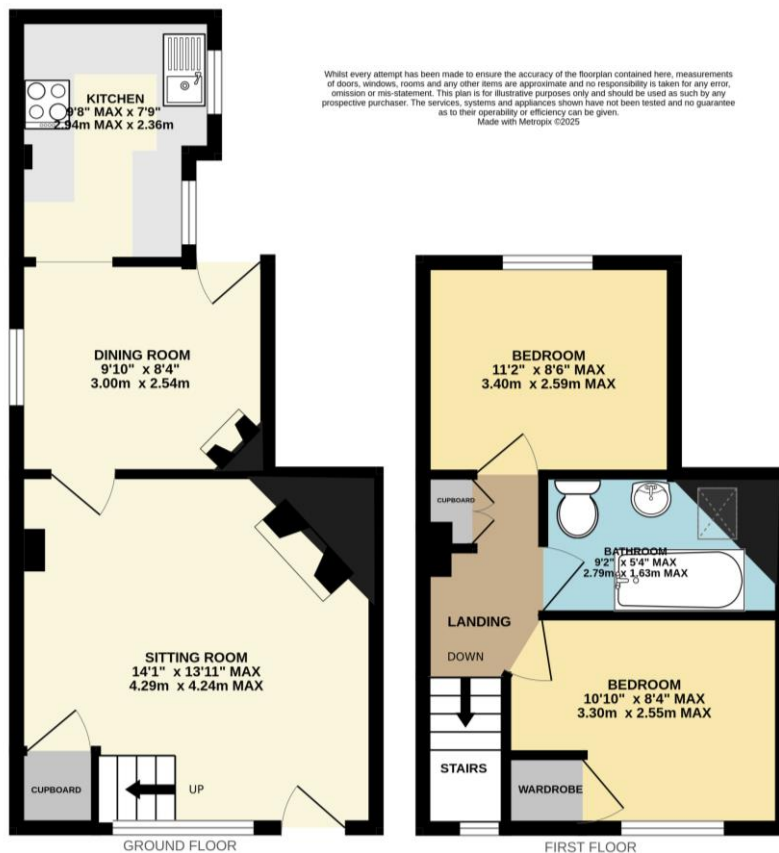 Whilst every attempt has been made to ensure the accuracy of the floorplan contained here, measurements
of doors, windows, rooms and any other items are approximate and no responsibility is taken for any error,
omission or mis-statement. This plan is for illustrative purposes only and should be used as such by any
prospective purchaser. The services, systems and appliances shown have not been tested and no guarantee
as to their operability or efficiency can be given.
Made with Metropix ©2025
KITCHEN
9'8" MAX x 7'9"
2.94m MAX x 2.36m
DINING ROOM
9'10" x 8'4"
3.00m x 2.54m
SITTING ROOM
14'1" x 13'11" MAX
4.29m x 4.24m MAX
CUPBOARD
UP
GROUND FLOOR
BEDROOM
11'2" x 8'6" MAX
3.40m x 2.59m MAX
CUPBOARD
BATHROOM
9'2" x 5'4" MAX
2.79m x 1.63m MAX
LANDING
DOWN
BEDROOM
10'10" x 8'4" MAX
3.30m x 2.55m MAX
STAIRS
WARDROBE
FIRST FLOOR